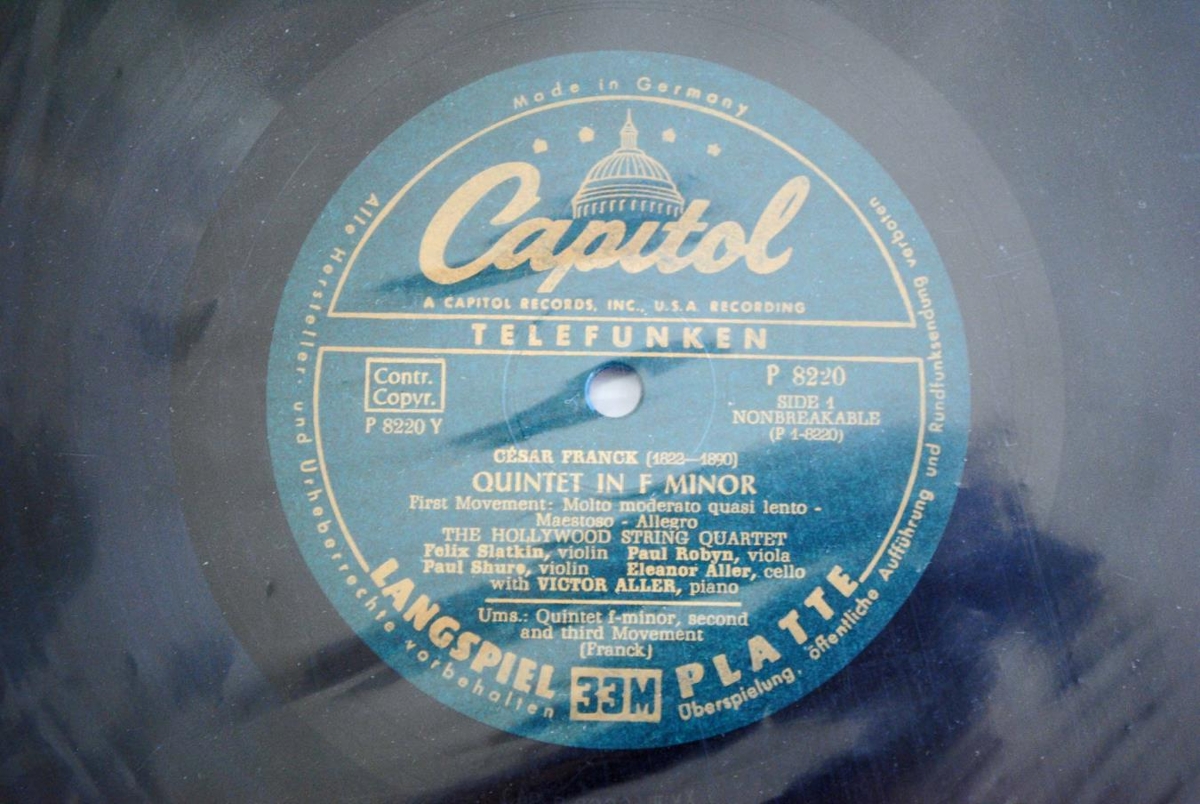 Made in Germany
Capitol
A CAPITOL RECORDS, INC., U.S.A. RECORDING
TELEFUNKEN
Contr.
Copyr.
P 8220 Y
P 8220
SIDE 1
NONBREAKABLE
(P 1-8220)
CÉSAR FRANCK (1822—1890)
QUINTET IN F MINOR
First Movement: Molto moderato quasi lento -
Maestoso - Allegro
THE HOLLYWOOD STRING QUARTET
Felix Slatkin, violin Paul Robyn, viola
Paul Shure, violin Eleanor Aller, cello
with VICTOR ALLER, piano
Ums.: Quintet f-minor, second
and third Movement
(Franck)
LANGSPIEL 33M PLATTE
Alle Hersteller- und Urheberrechte vorbehalten
Überspielung, öffentliche Aufführung und Rundfunksendung verboten